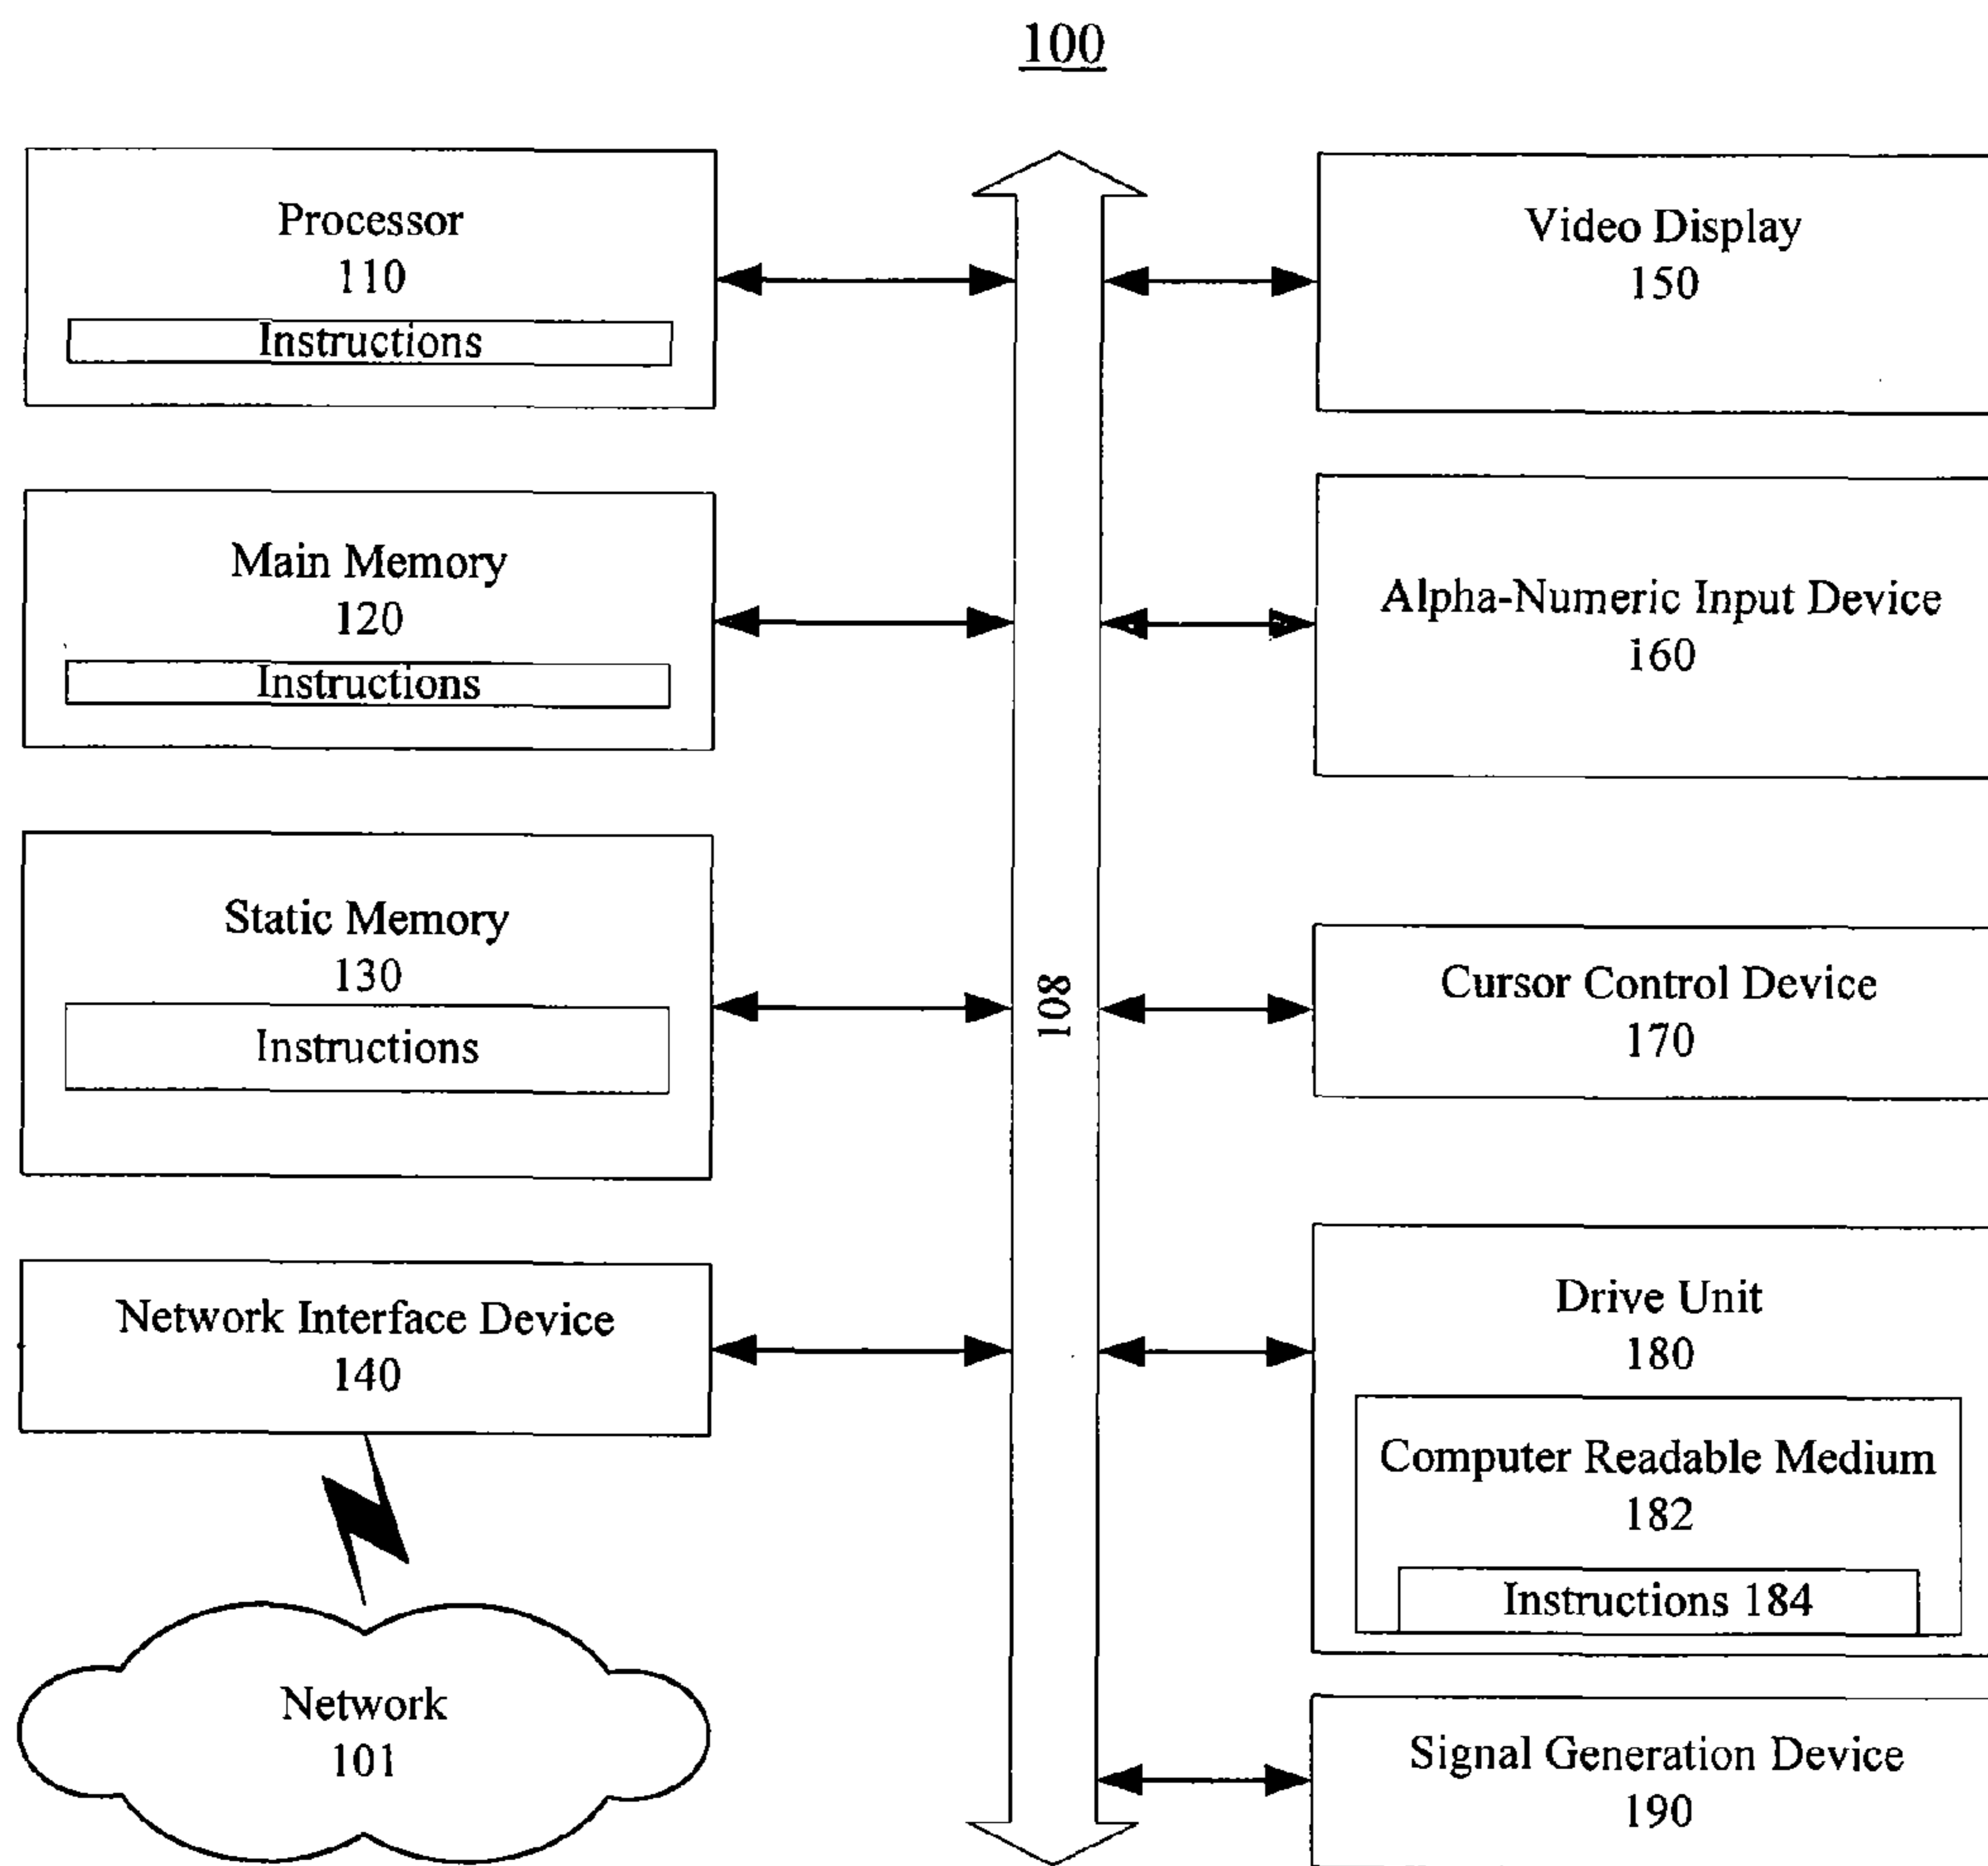 100
Processor
110
Instructions
Main Memory
120
Instructions
Static Memory
130
Instructions
Network Interface Device
140
Network
101
108
Video Display
150
Alpha-Numeric Input Device
160
Cursor Control Device
170
Drive Unit
180
Computer Readable Medium
182
Instructions 184
Signal Generation Device
190